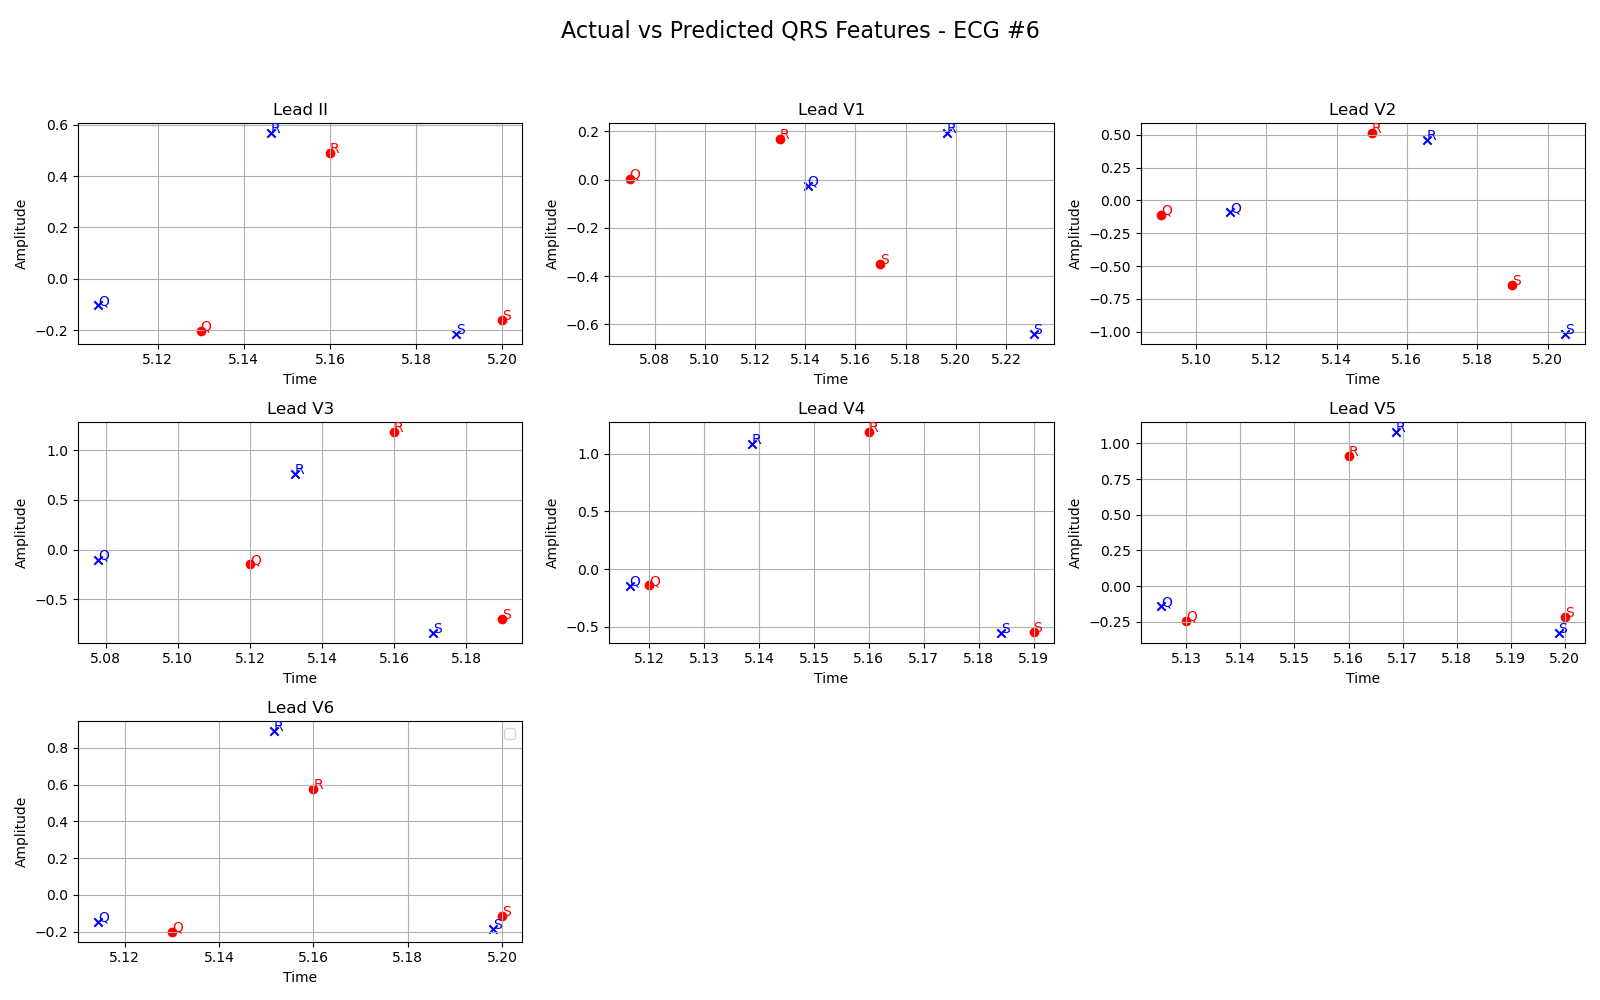 Actual vs Predicted QRS Features - ECG #6
Lead II
Amplitude
0.6
0.4
0.2
0.0
−0.2
R
R
Q
Q
S
S
5.12 5.14 5.16 5.18 5.20
Time
Lead V1
Amplitude
0.2
0.0
−0.2
−0.4
−0.6
R
R
Q
Q
S
S
5.08 5.10 5.12 5.14 5.16 5.18 5.20 5.22
Time
Lead V2
Amplitude
0.50
0.25
0.00
−0.25
−0.50
−0.75
−1.00
R
R
Q
Q
S
S
5.10 5.12 5.14 5.16 5.18 5.20
Time
Lead V3
Amplitude
1.0
0.5
0.0
−0.5
R
R
Q
Q
S
S
5.08 5.10 5.12 5.14 5.16 5.18
Time
Lead V4
Amplitude
1.0
0.5
0.0
−0.5
R
R
Q Q
S S
5.12 5.13 5.14 5.15 5.16 5.17 5.18 5.19
Time
Lead V5
Amplitude
1.00
0.75
0.50
0.25
0.00
−0.25
R
R
Q
Q
S
S
5.13 5.14 5.15 5.16 5.17 5.18 5.19 5.20
Time
Lead V6
Amplitude
0.8
0.6
0.4
0.2
0.0
−0.2
R
R
Q
Q
S
S
5.12 5.14 5.16 5.18 5.20
Time